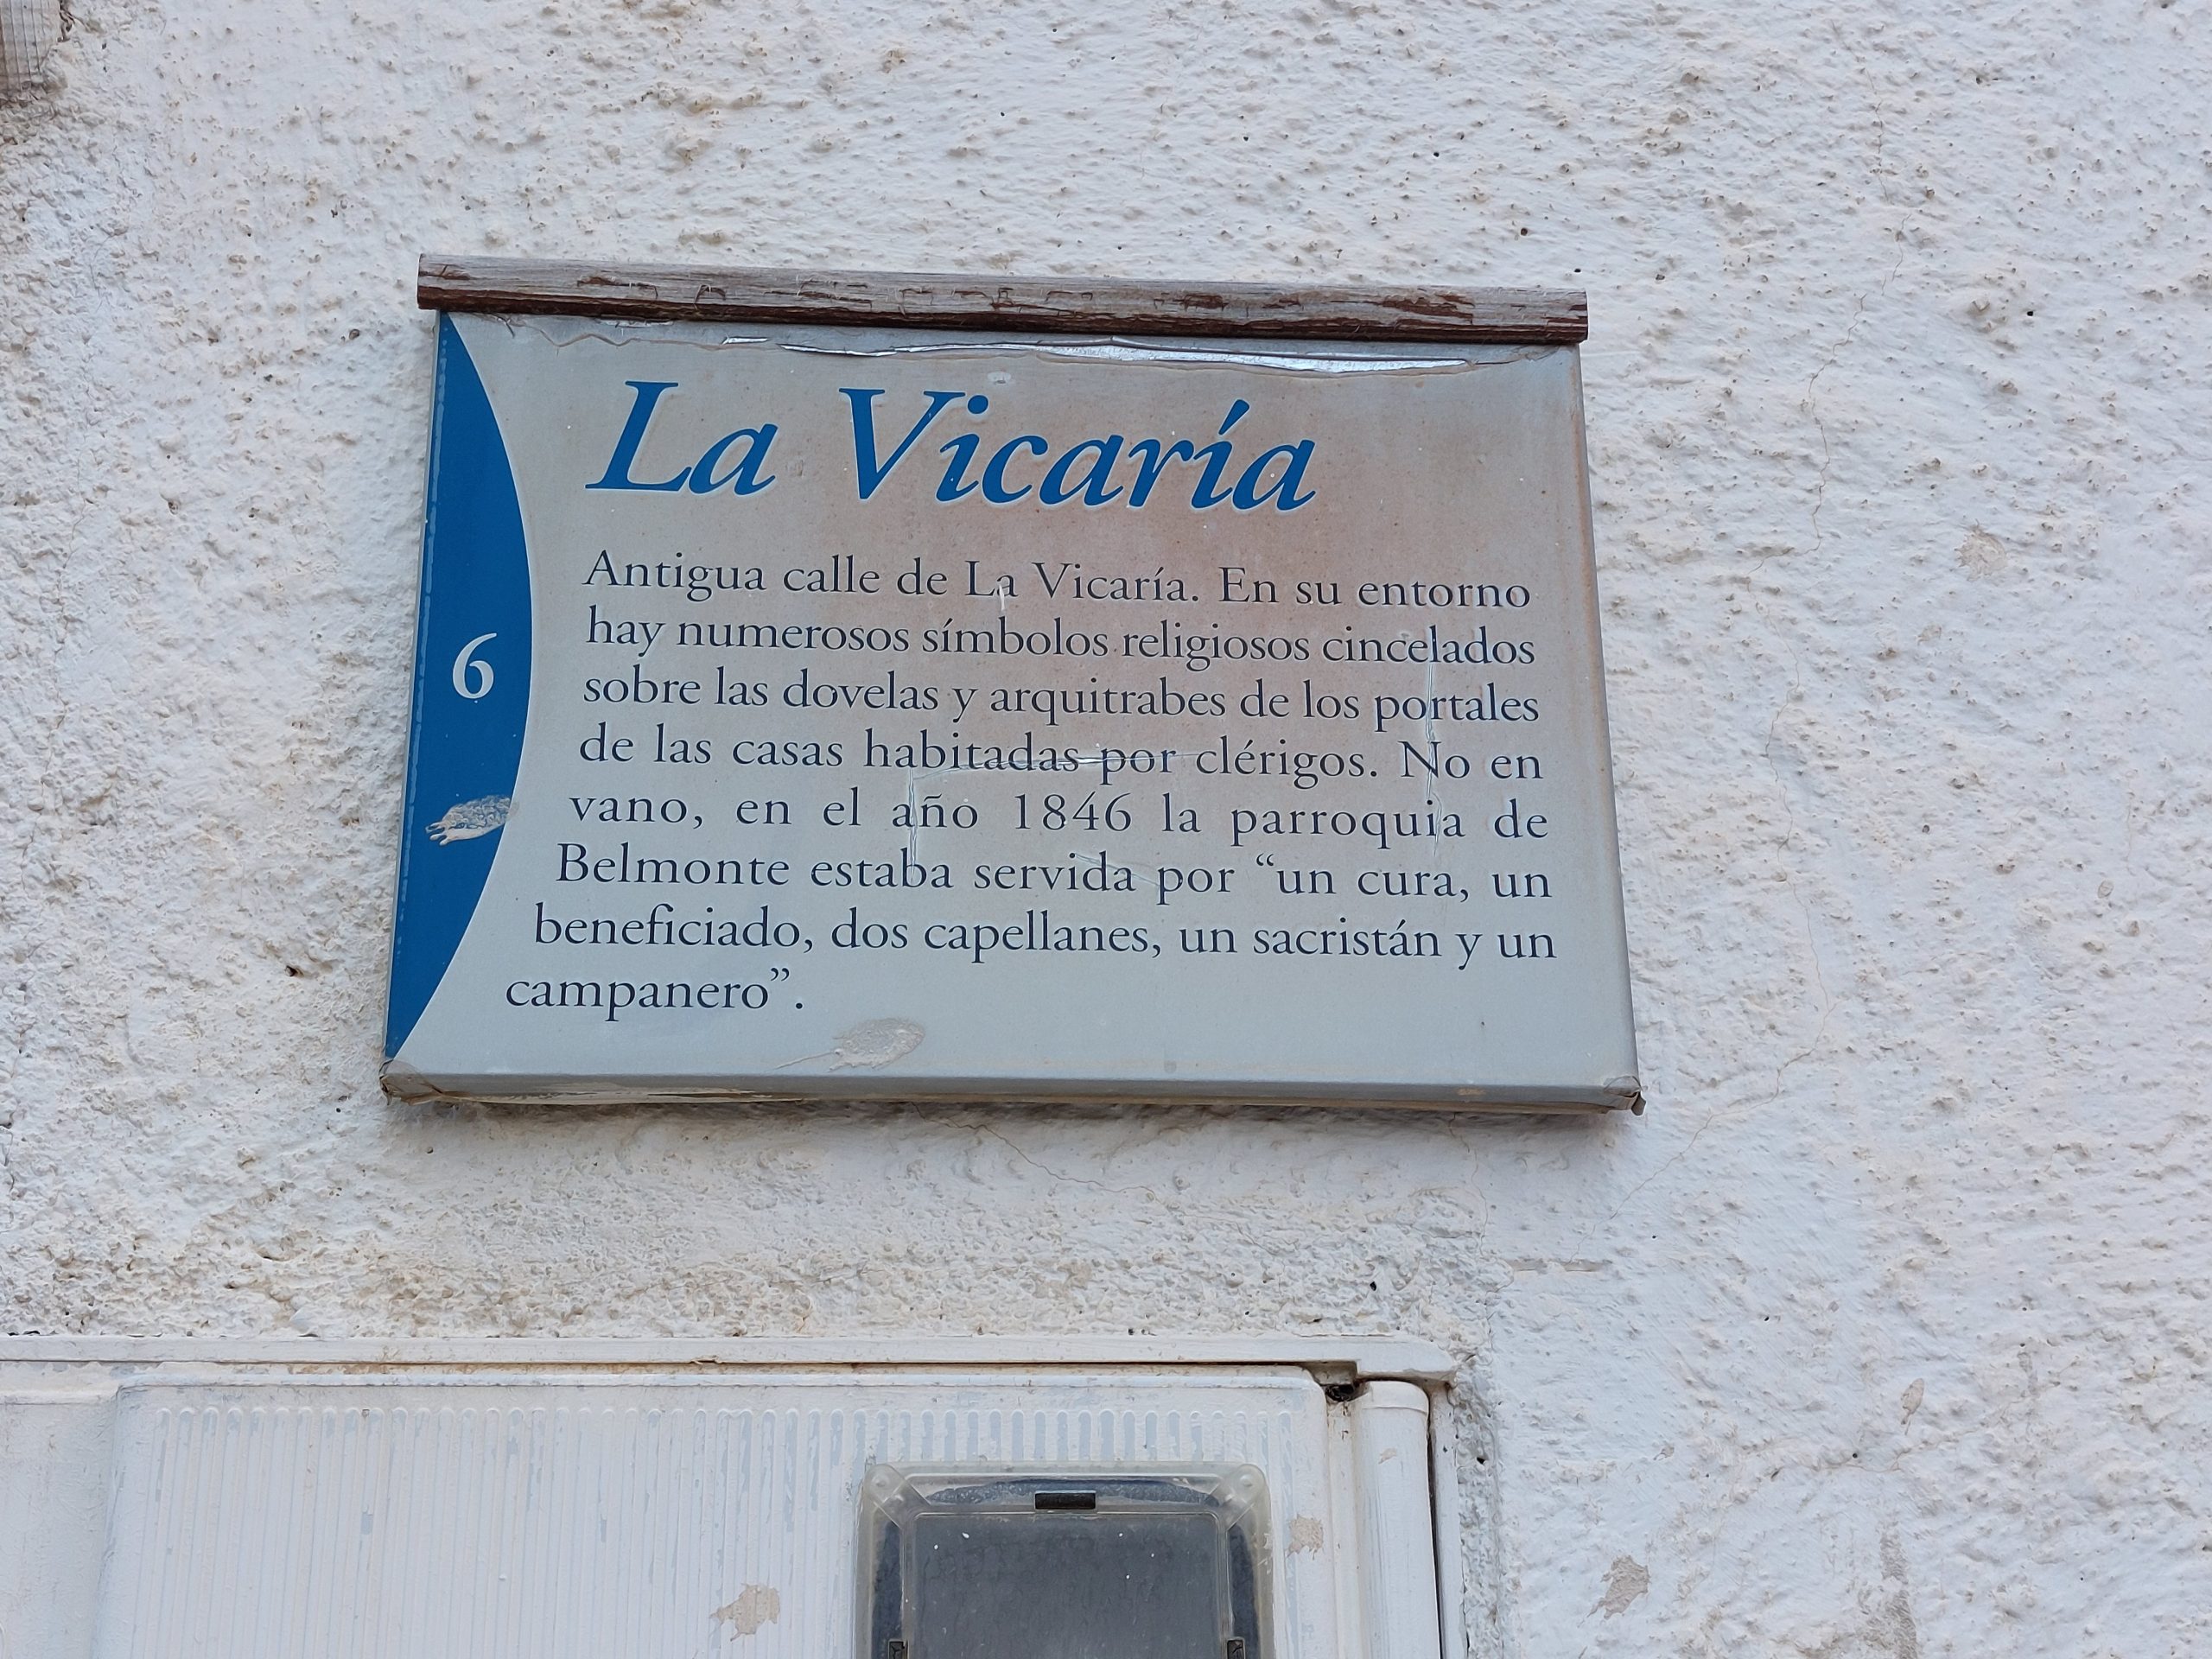 La Vicaría
Antigua calle de La Vicaría. En su entorno
hay numerosos símbolos religiosos cincelados
sobre las dovelas y arquitrabes de los portales
de las casas habitadas por clérigos. No en
vano, en el año 1846 la parroquia de
Belmonte estaba servida por “un cura, un
beneficiado, dos capellanes, un sacristán y un
campanero”.
6